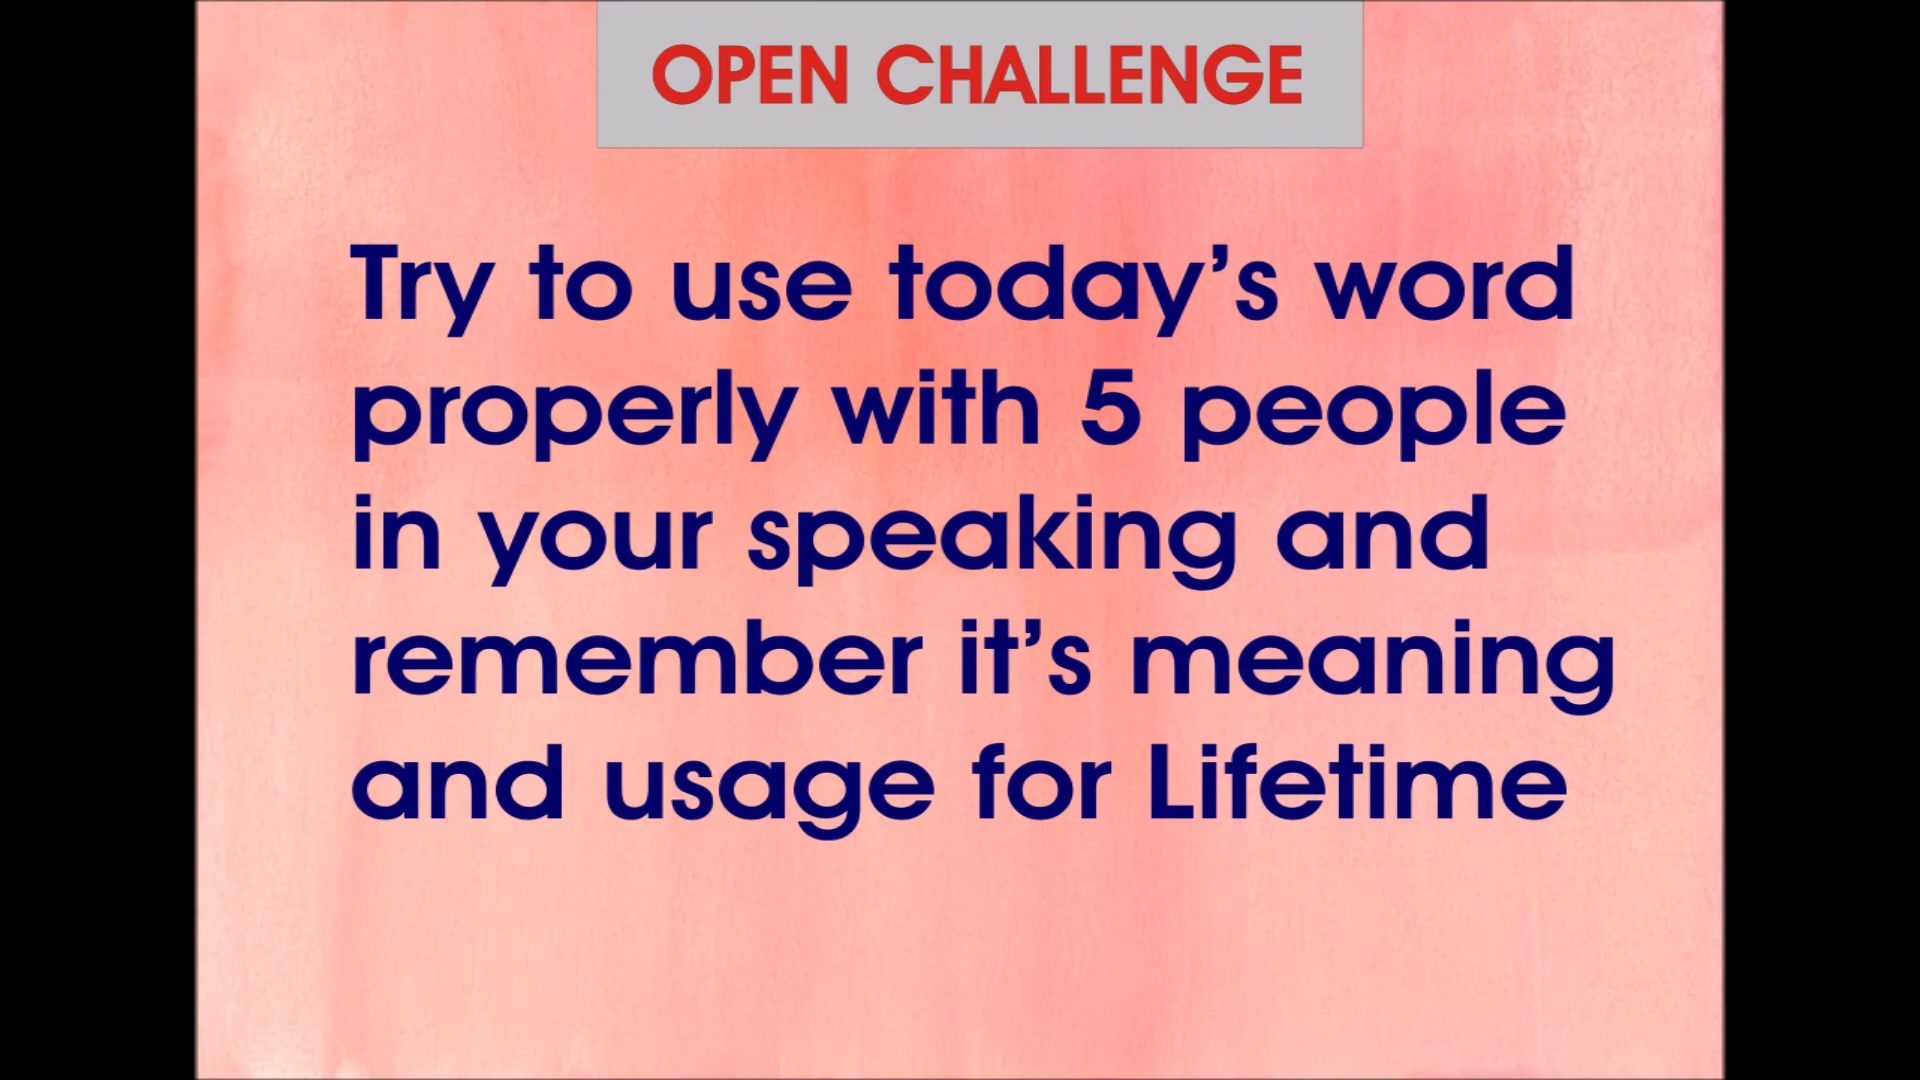 OPEN CHALLENGE
Try to use today’s word
properly with 5 people
in your speaking and
remember it’s meaning
and usage for Lifetime